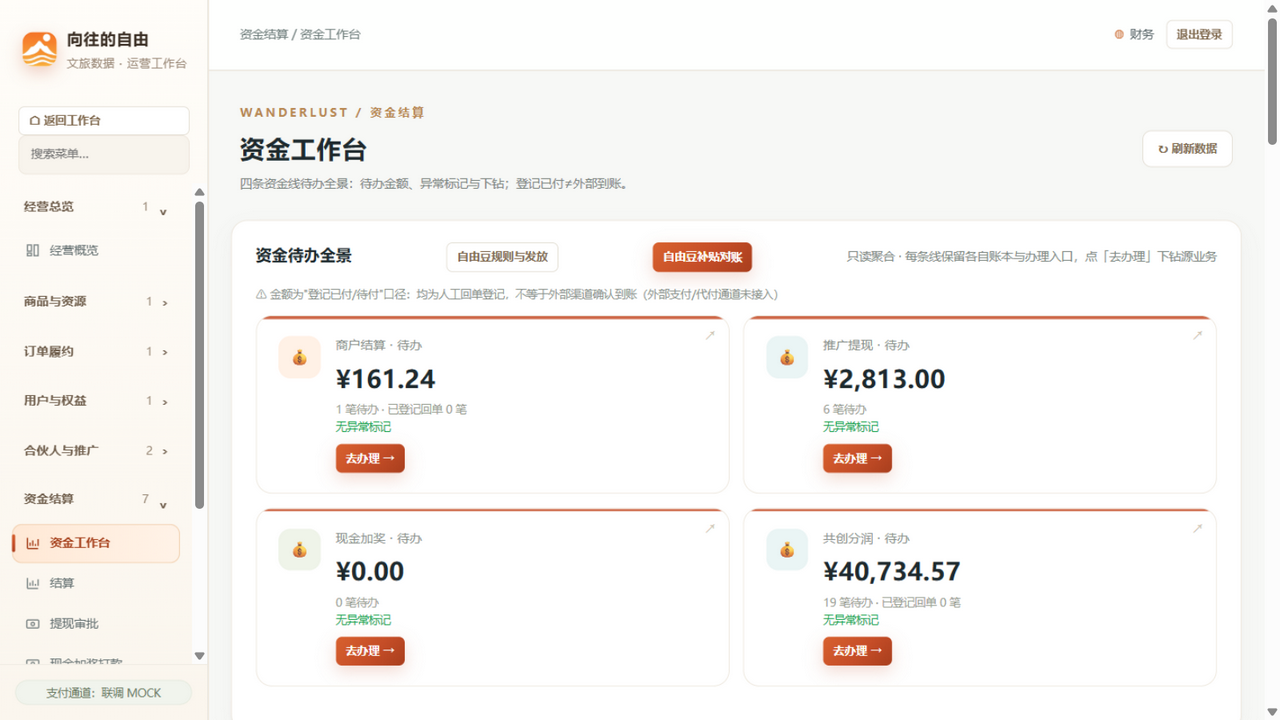 向往的自由
文旅数据 · 运营工作台
返回工作台
搜索菜单...
经营总览 1
经营概览
商品与资源 1
订单履约 1
用户与权益 1
合伙人与推广 2
资金结算 7
资金工作台
结算
提现审批
现金加奖打款
支付通道：联调 MOCK
资金结算 / 资金工作台
财务
退出登录
WANDERLUST / 资金结算
资金工作台
四条资金线待办全景：待办金额、异常标记与下钻；登记已付≠外部到账。
↻ 刷新数据
资金待办全景
自由豆规则与发放
自由豆补贴对账
只读聚合 · 每条线保留各自账本与办理入口，点「去办理」下钻源业务
⚠ 金额为"登记已付/待付"口径：均为人工回单登记，不等于外部渠道确认到账（外部支付/代付通道未接入）
商户结算 · 待办
¥161.24
1 笔待办 · 已登记回单 0 笔
无异常标记
去办理 →
推广提现 · 待办
¥2,813.00
6 笔待办
无异常标记
去办理 →
现金加奖 · 待办
¥0.00
0 笔待办
无异常标记
去办理 →
共创分润 · 待办
¥40,734.57
19 笔待办 · 已登记回单 0 笔
无异常标记
去办理 →